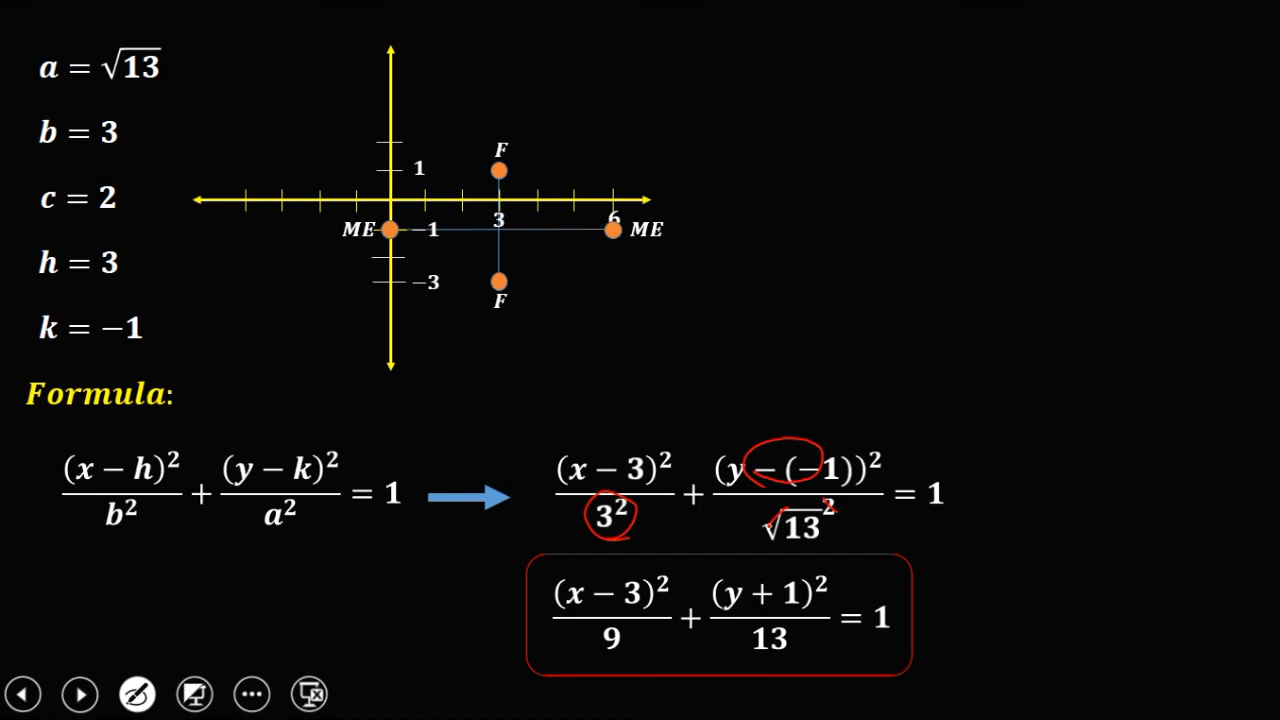 a = √13
b = 3
c = 2
h = 3
k = −1
F
1
3
6
ME
−1
ME
−3
F
Formula:
(x − h)²/b² + (y − k)²/a² = 1
(x − 3)²/3² + (y − (−1))²/√13² = 1
(x − 3)²/9 + (y + 1)²/13 = 1